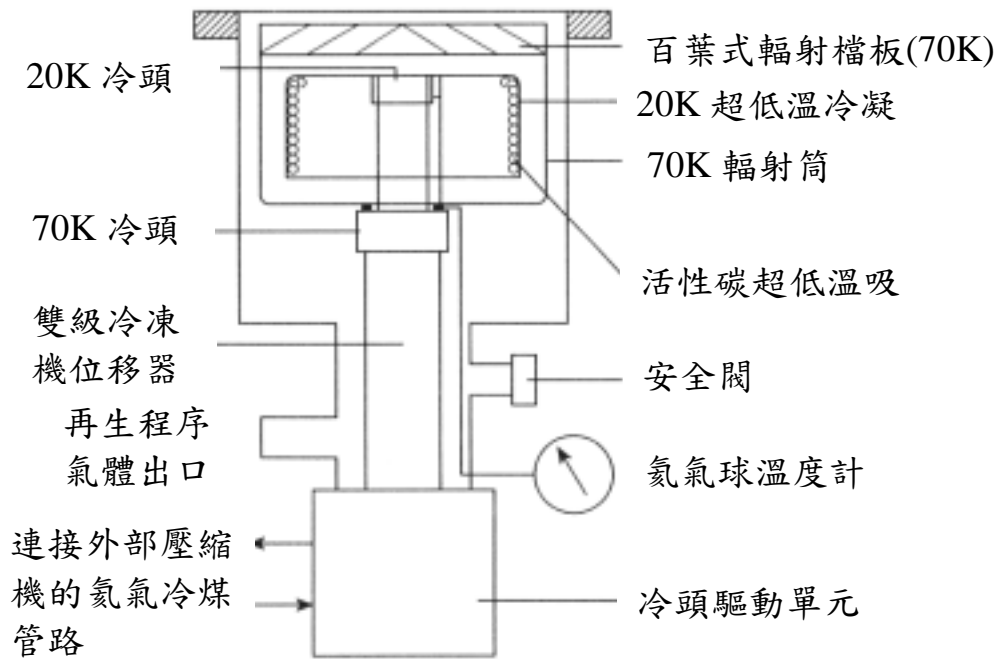 20K 冷頭
70K 冷頭
雙級冷凍
機位移器
再生程序
氣體出口
連接外部壓縮
機的氦氣冷煤
管路
百葉式輻射檔板(70K)
20K 超低溫冷凝
70K 輻射筒
活性碳超低溫吸
安全閥
氦氣球溫度計
冷頭驅動單元